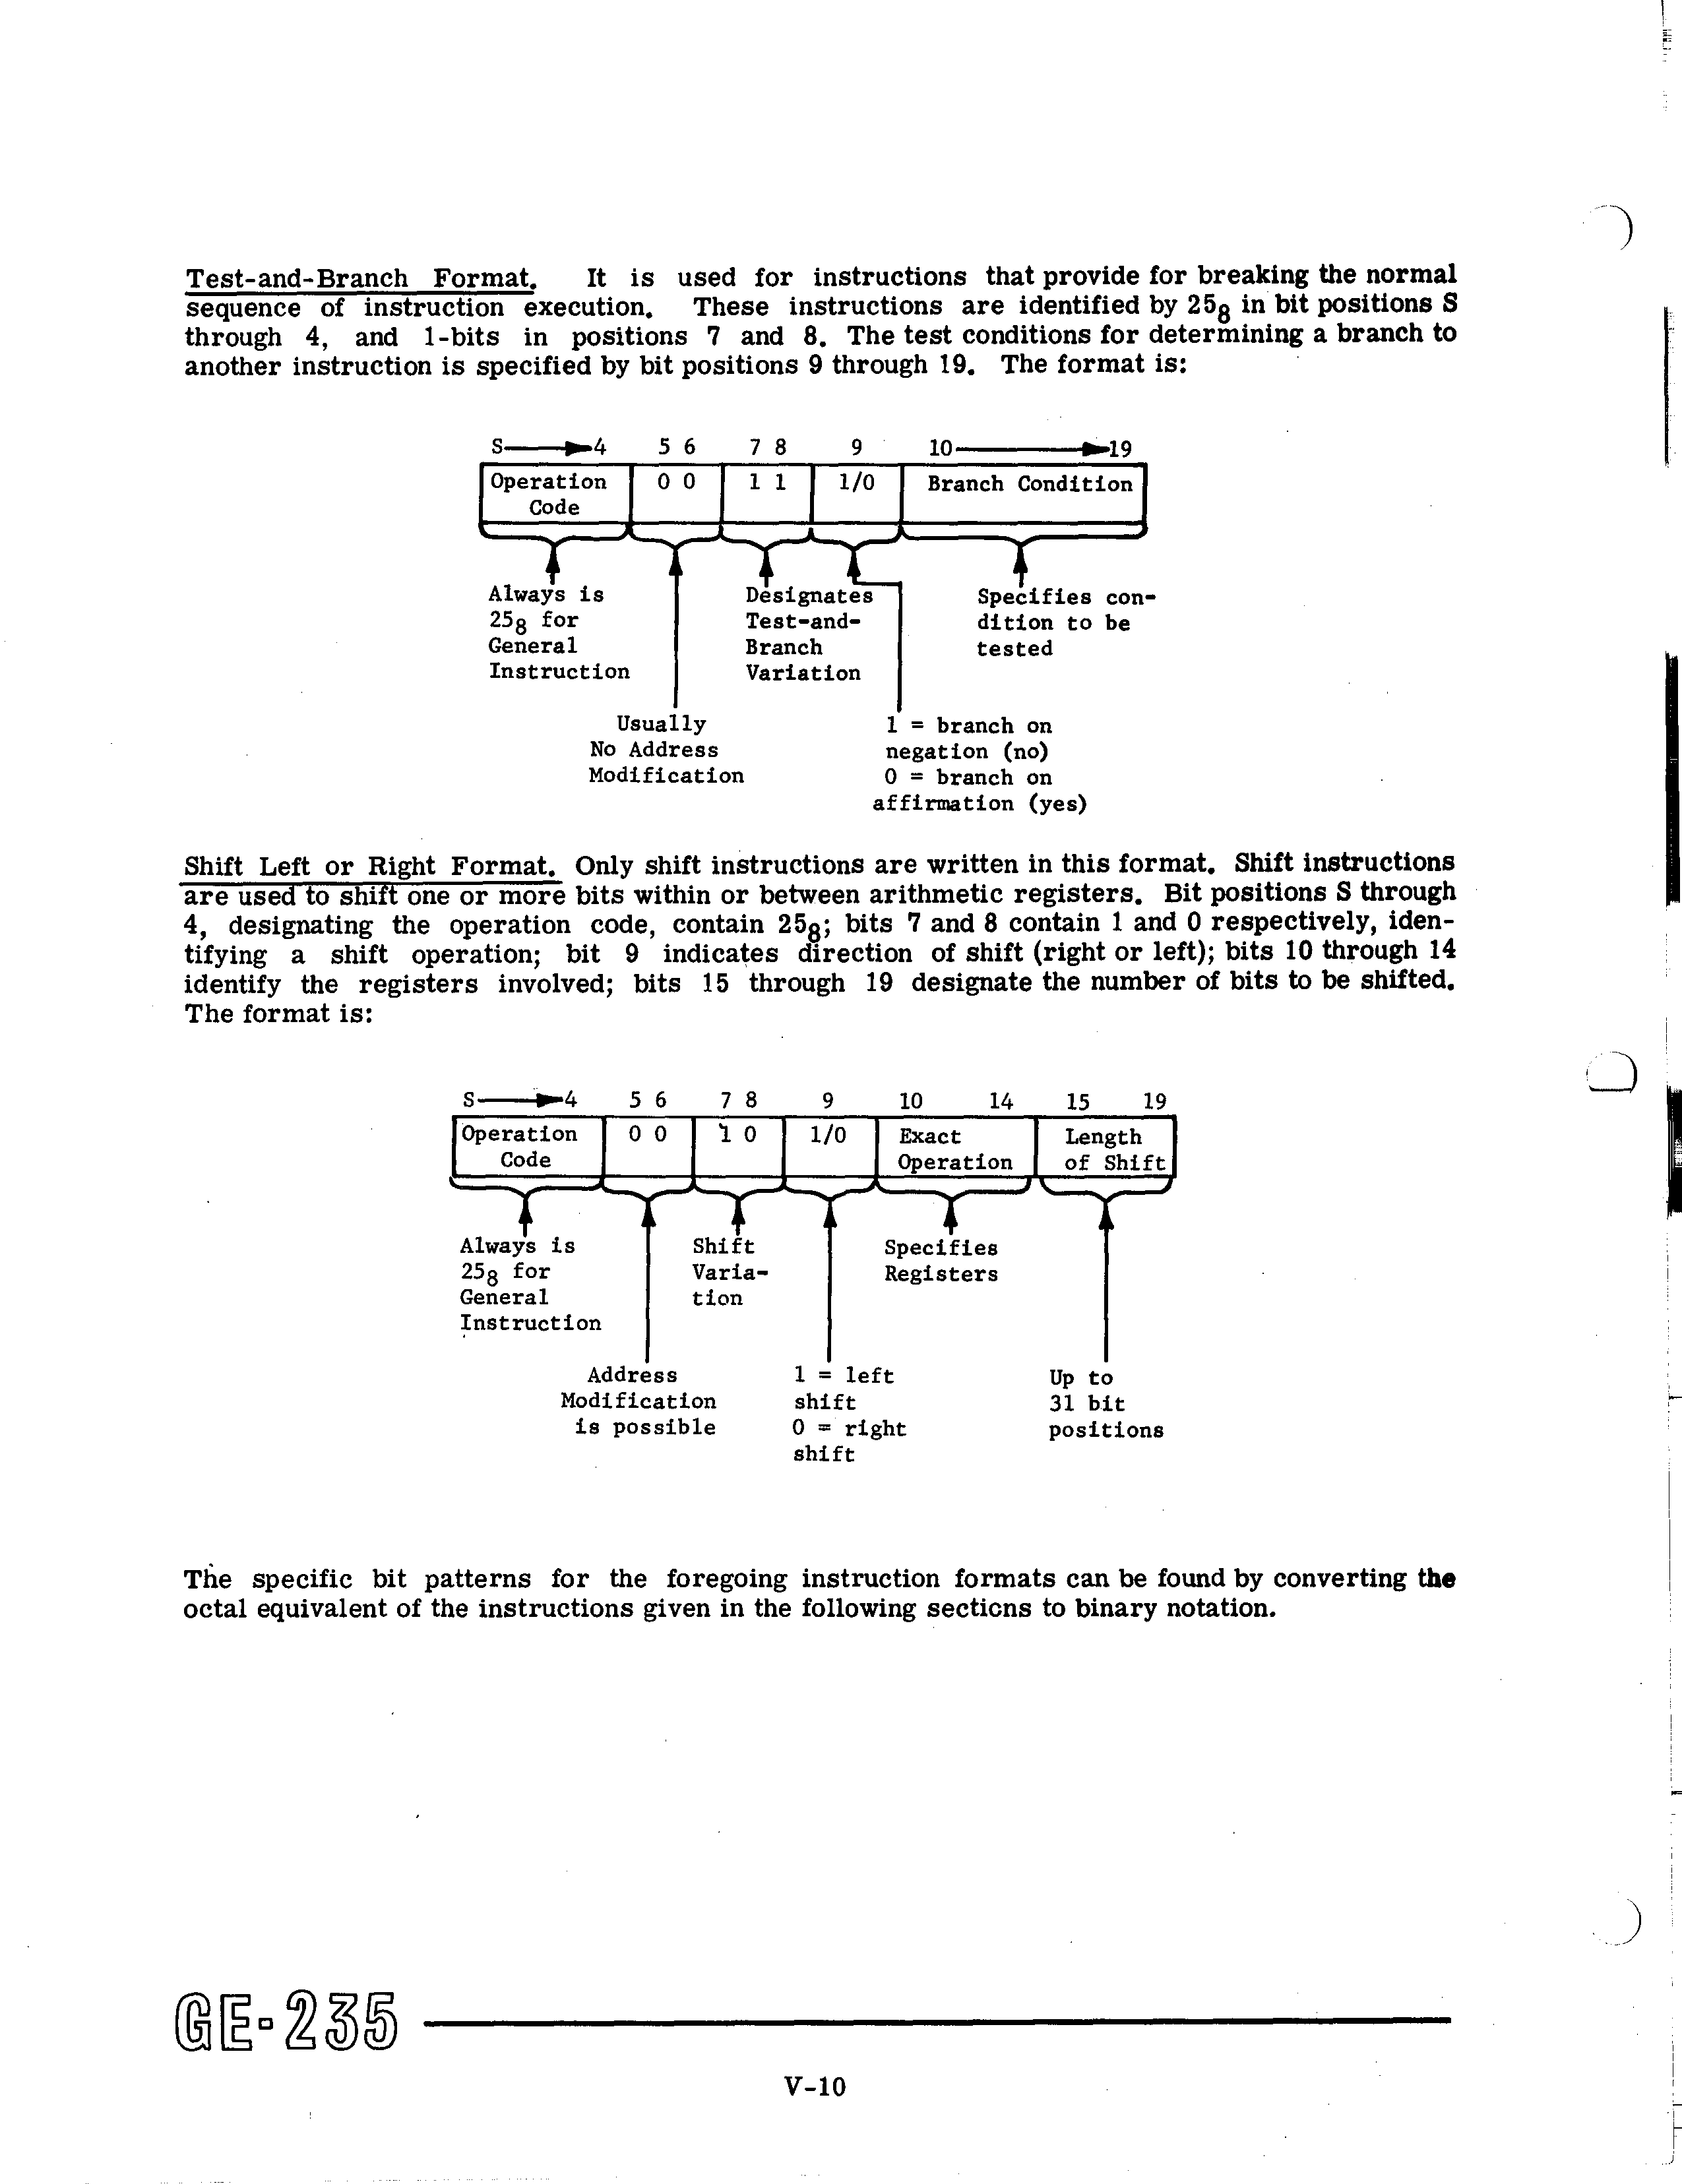 Test-and-Branch Format. It is used for instructions that provide for breaking the normal
sequence of instruction execution. These instructions are identified by 25₈ in bit positions S
through 4, and 1-bits in positions 7 and 8. The test conditions for determining a branch to
another instruction is specified by bit positions 9 through 19. The format is:
S 4 5 6 7 8 9 10 19
Operation 0 0 1 1 1/0 Branch Condition
Code
Always is Designates Specifies con-
25₈ for Test-and- dition to be
General Branch tested
Instruction Variation
Usually 1 = branch on
No Address negation (no)
Modification 0 = branch on
affirmation (yes)
Shift Left or Right Format. Only shift instructions are written in this format. Shift instructions
are used to shift one or more bits within or between arithmetic registers. Bit positions S through
4, designating the operation code, contain 25₈; bits 7 and 8 contain 1 and 0 respectively, iden-
tifying a shift operation; bit 9 indicates direction of shift (right or left); bits 10 through 14
identify the registers involved; bits 15 through 19 designate the number of bits to be shifted.
The format is:
S 4 5 6 7 8 9 10 14 15 19
Operation 0 0 1 0 1/0 Exact Length
Code Operation of Shift
Always is Shift Specifies
25₈ for Varia- Registers
General tion
Instruction
Address 1 = left Up to
Modification shift 31 bit
is possible 0 = right positions
shift
The specific bit patterns for the foregoing instruction formats can be found by converting the
octal equivalent of the instructions given in the following sections to binary notation.
GE-235
V-10